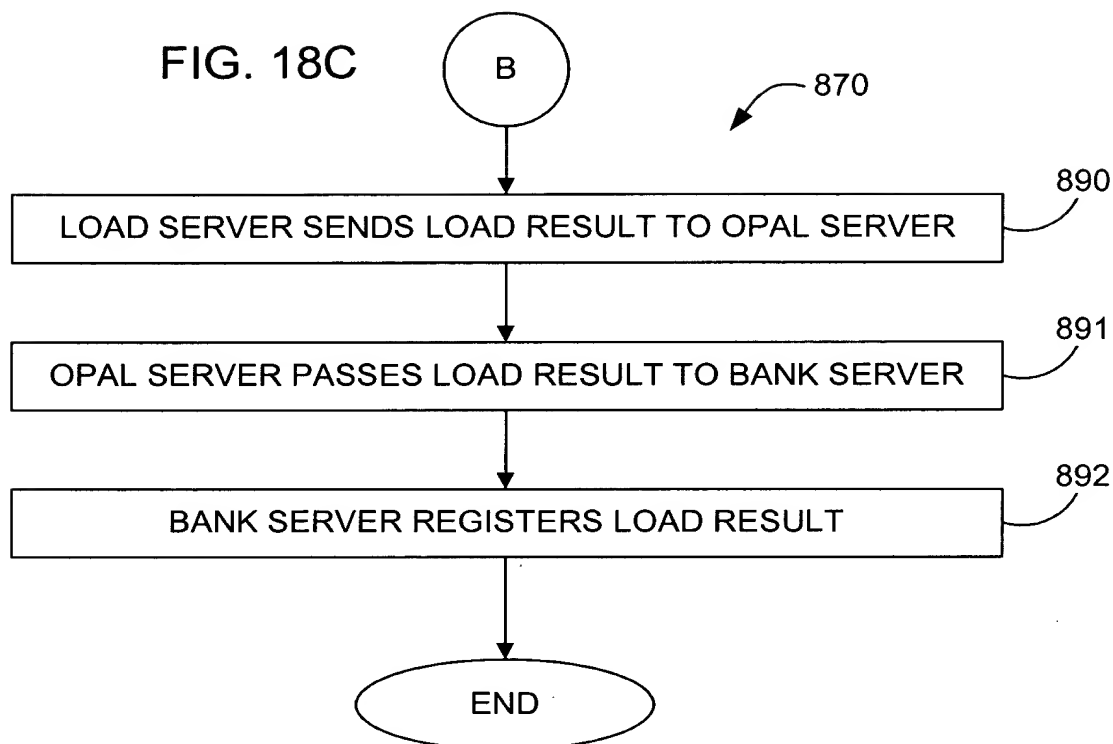 FIG. 18C
B
870
890
LOAD SERVER SENDS LOAD RESULT TO OPAL SERVER
891
OPAL SERVER PASSES LOAD RESULT TO BANK SERVER
892
BANK SERVER REGISTERS LOAD RESULT
END